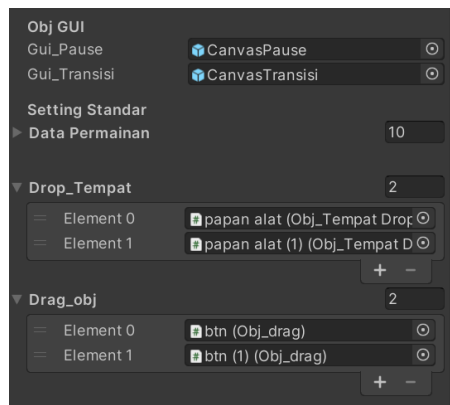 Obj GUI
Gui_Pause CanvasPause
Gui_Transisi CanvasTransisi
Setting Standar
Data Permainan 10
Drop_Tempat 2
Element 0 # papan alat (Obj_Tempat Drop
Element 1 # papan alat (1) (Obj_Tempat D
+ −
Drag_obj 2
Element 0 # btn (Obj_drag)
Element 1 # btn (1) (Obj_drag)
+ −